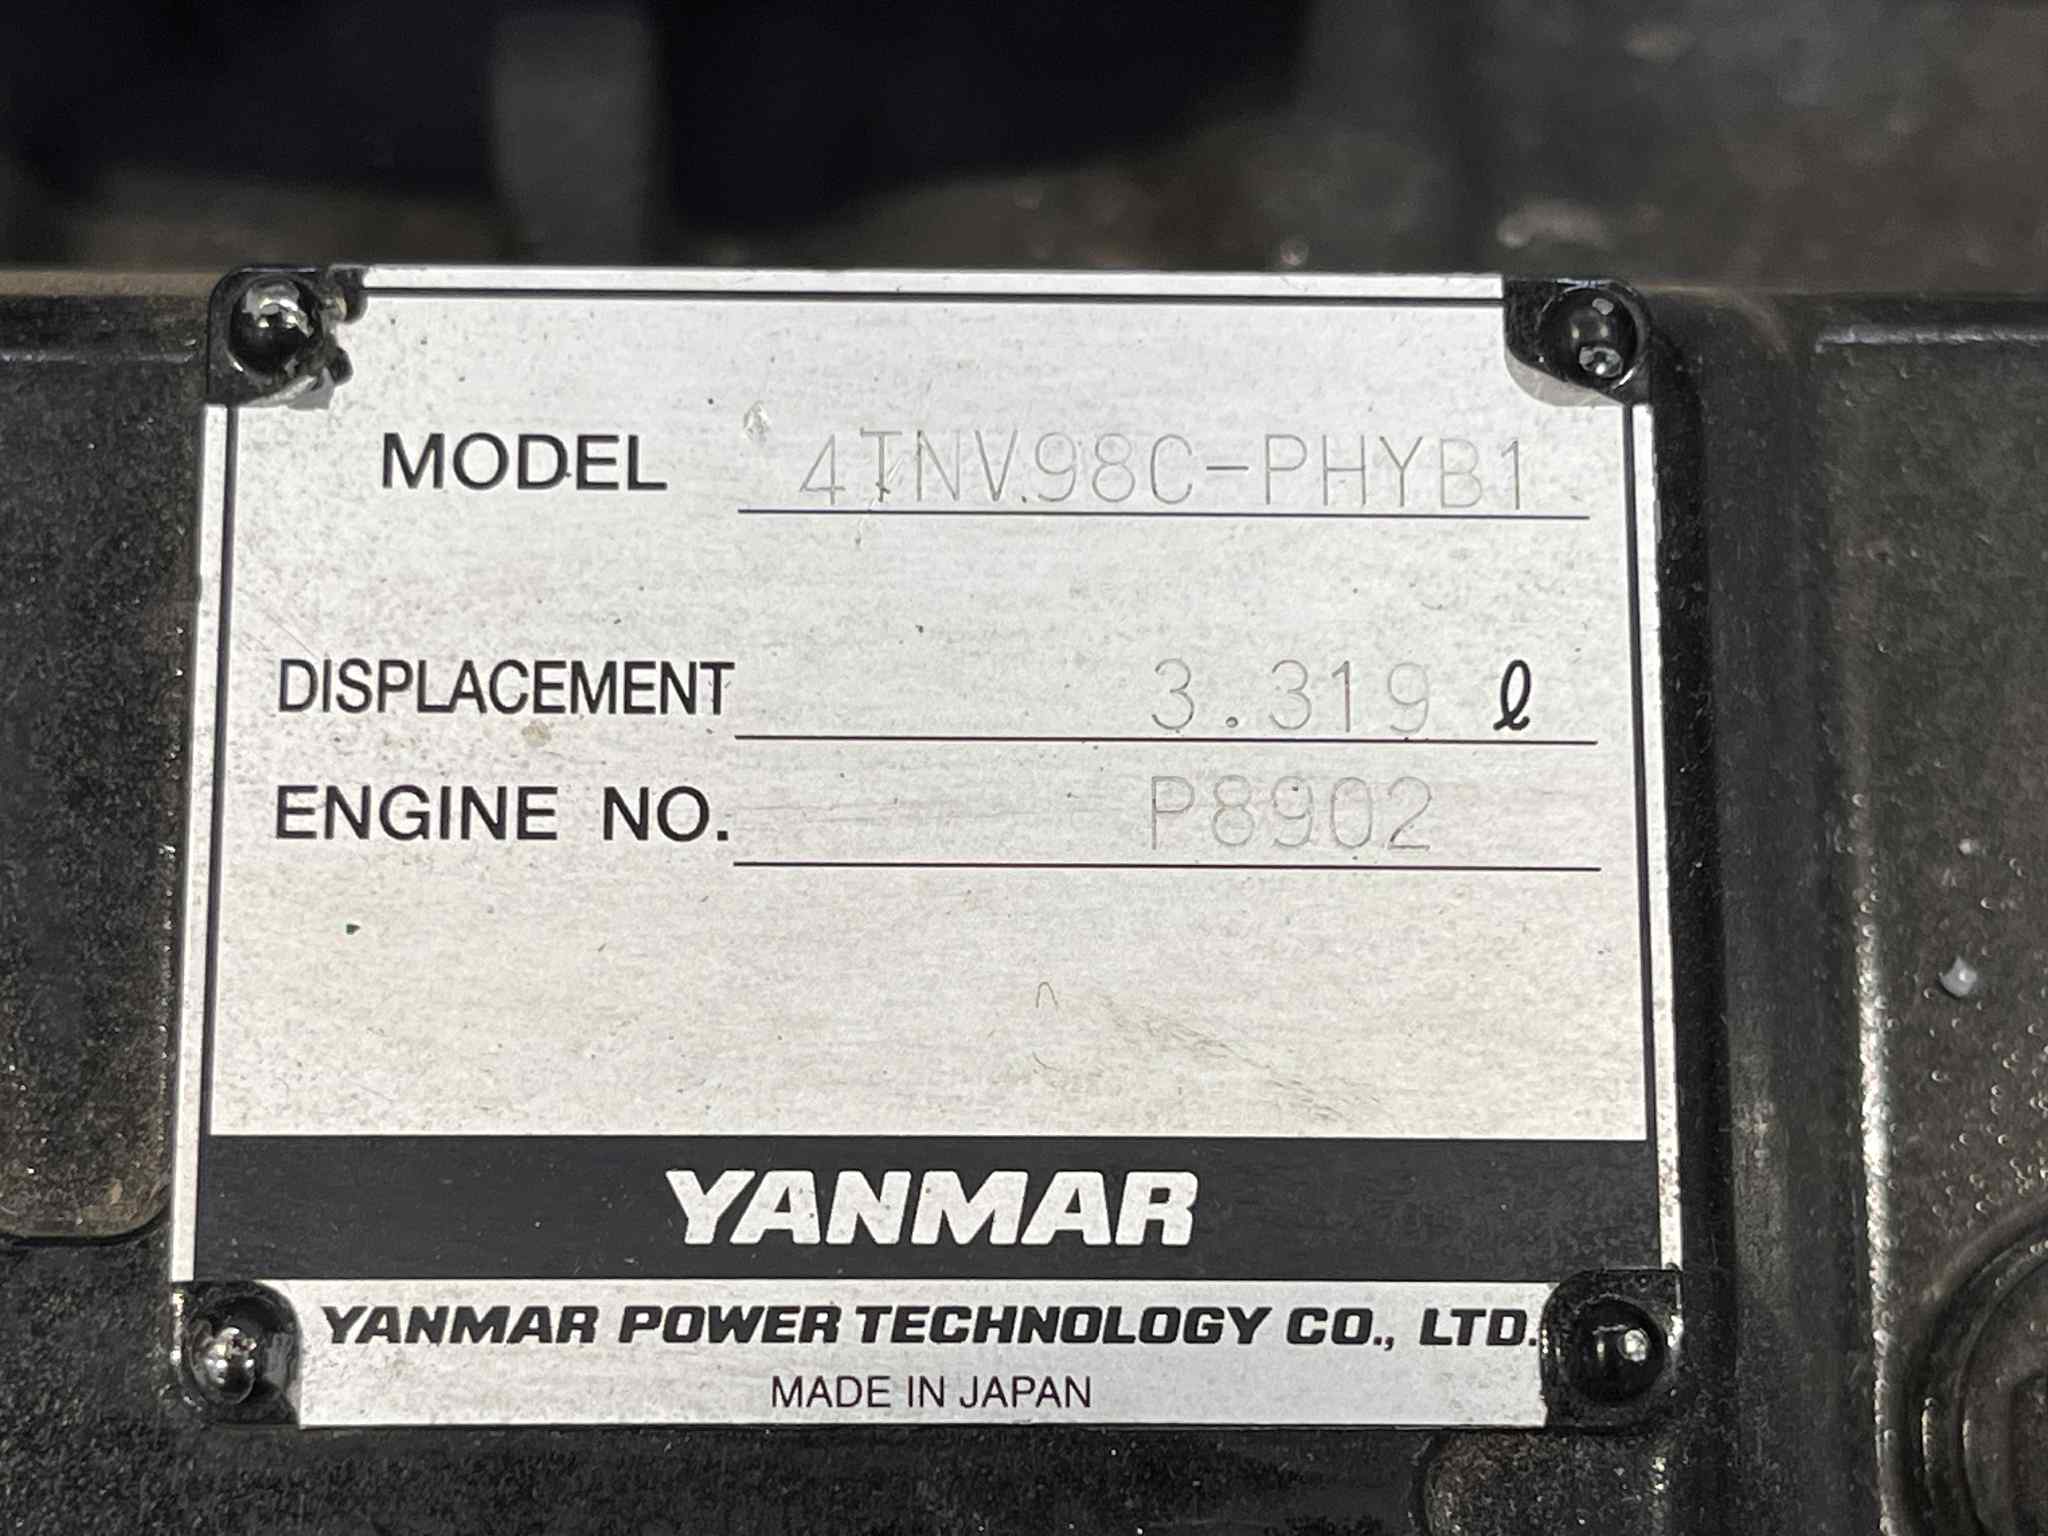 MODEL 4TNV98C-PHYB1
DISPLACEMENT 3.319 ℓ
ENGINE NO. P8902
YANMAR
YANMAR POWER TECHNOLOGY CO., LTD.
MADE IN JAPAN